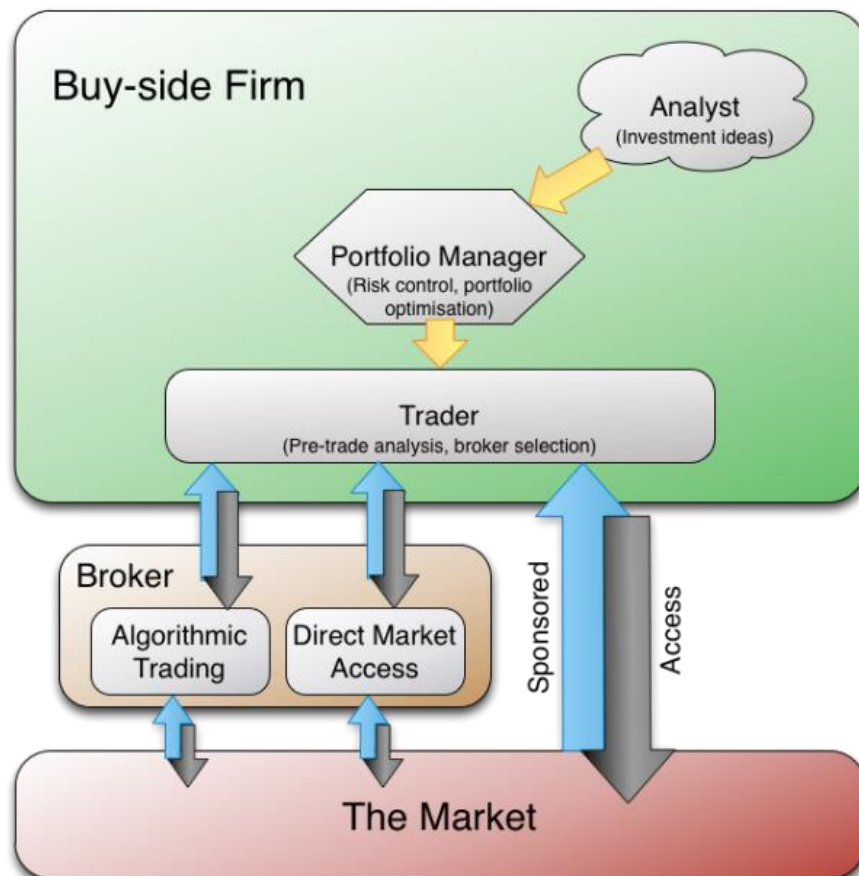 Buy-side Firm
Analyst
(Investment ideas)
Portfolio Manager
(Risk control, portfolio
optimisation)
Trader
(Pre-trade analysis, broker selection)
Broker
Algorithmic
Trading
Direct Market
Access
Sponsored
Access
The Market